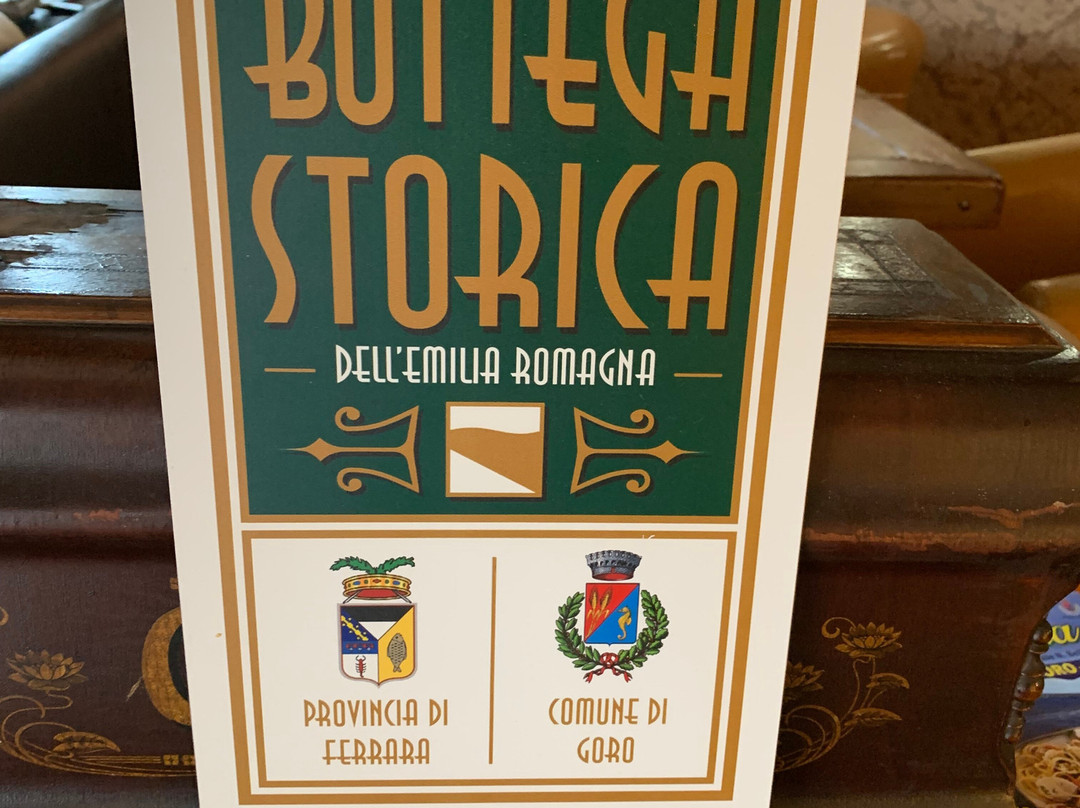 BOTTEGA
STORICA
DELL'EMILIA ROMAGNA
PROVINCIA DI
FERRARA
COMUNE DI
GORO